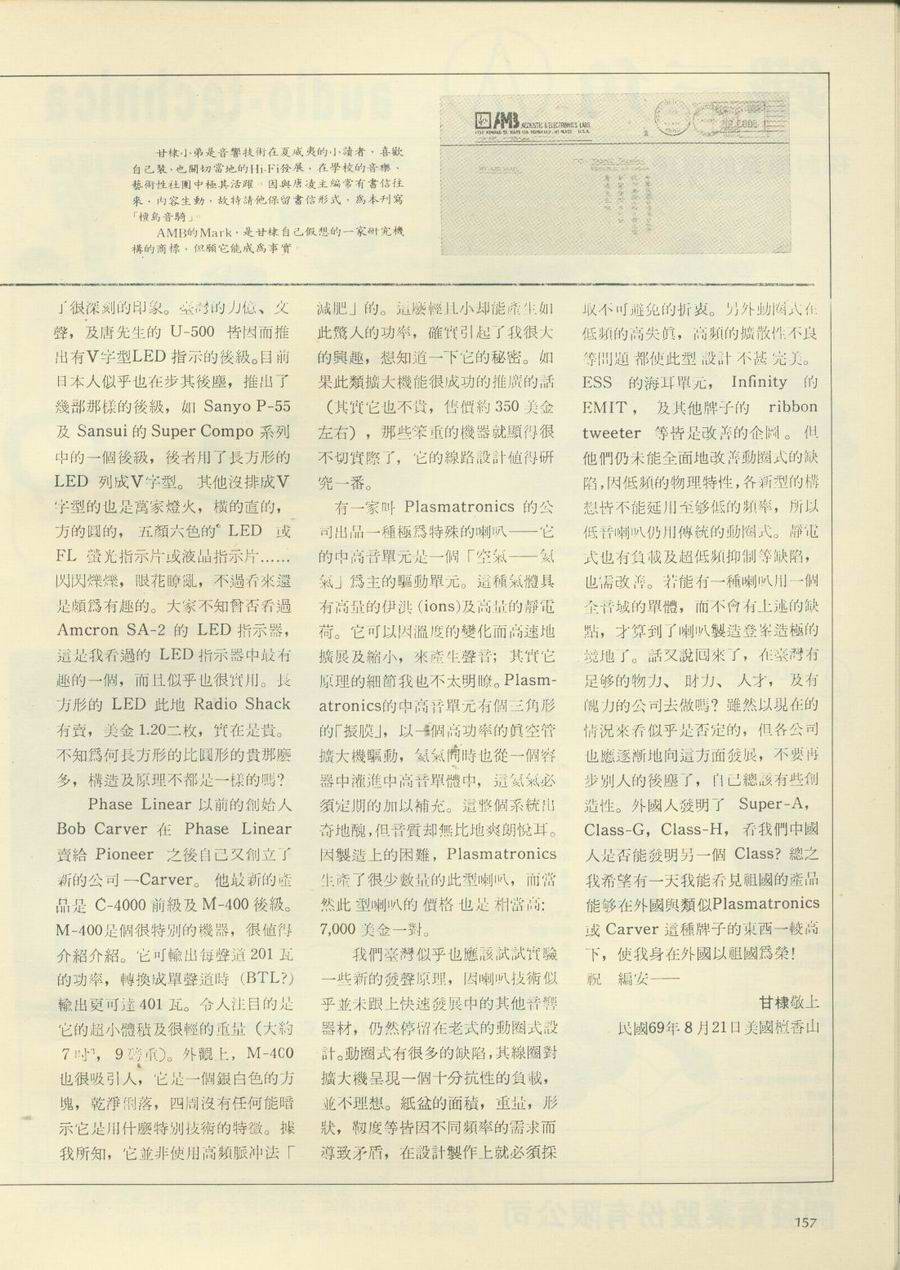 甘棣小弟是音響技術在夏威夷的小讀者,喜歡
自己裝,也關切當地的Hi-Fi發展,在學校的音樂、
藝術性社團中極其活躍。因與唐凌主編常有書信往
來,內容生動,故特請他保留書信形式,爲本刊寫
「檀島音騎」
AMB的Mark,是甘棣自己假想的一家研究機
構的商標,但願它能成爲事實。
AMB ACOUSTIC & ELECTRONICS LABS.
了很深刻的印象。臺灣的力億、文
聲,及唐先生的 U-500 皆因而推
出有V字型LED 指示的後級。目前
日本人似乎也在步其後塵,推出了
幾部那樣的後級,如 Sanyo P-55
及 Sansui 的 Super Compo 系列
中的一個後級,後者用了長方形的
LED 列成V字型。 其他沒排成V
字型的也是萬家燈火,橫的直的,
方的圓的,五顏六色的 LED 或
FL 螢光指示片或液晶指示片……
閃閃爍爍,眼花瞭亂,不過看來還
是頗爲有趣的。大家不知曾否看過
Amcron SA-2 的 LED 指示器,
這是我看過的 LED 指示器中最有
趣的一個,而且似乎也很實用。長
方形的 LED 此地 Radio Shack
有賣,美金 1.20二枚,實在是貴。
不知爲何長方形的比圓形的貴那麽
多,構造及原理不都是一樣的嗎?
Phase Linear 以前的創始人
Bob Carver 在 Phase Linear
賣給 Pioneer 之後自己又創立了
新的公司—Carver。 他最新的產
品是 C-4000 前級及 M-400 後級。
M-400是個很特別的機器,很值得
介紹介紹。它可輸出每聲道 201 瓦
的功率,轉換成單聲道時(BTL?)
輸出更可達 401 瓦。令人注目的是
它的超小體積及很輕的重量(大約
7吋³,9磅重)。外觀上,M-400
也很吸引人,它是一個銀白色的方
塊,乾淨俐落,四周沒有任何能暗
示它是用什麽特別技術的特徵。據
我所知,它並非使用高頻脈冲法「
減肥」的。這麽輕且小却能產生如
此驚人的功率,確實引起了我很大
的興趣,想知道一下它的秘密。如
果此類擴大機能很成功的推廣的話
(其實它也不貴,售價約 350 美金
左右),那些笨重的機器就顯得很
不切實際了,它的線路設計値得研
究一番。
有一家叫 Plasmatronics 的公
司出品一種極爲特殊的喇叭——它
的中高音單元是一個「空氣——氦
氣」爲主的驅動單元。這種氣體具
有高量的伊洪 (ions)及高量的靜電
荷。它可以因溫度的變化而高速地
擴展及縮小,來產生聲音;其實它
原理的細節我也不太明瞭。Plasm-
atronics的中高音單元有個三角形
的「振膜」,以一個高功率的眞空管
擴大機驅動,氦氣同時也從一個容
器中灌進中高音單體中,這氦氣必
須定期的加以補充。這整個系統出
奇地醜,但音質却無比地爽朗悅耳。
因製造上的困難,Plasmatronics
生產了很少數量的此型喇叭,而當
然此 型喇叭的 價格 也是 相當高:
7,000 美金一對。
我們臺灣似乎也應該試試實驗
一些新的發聲原理,因喇叭技術似
乎並未跟上快速發展中的其他音響
器材,仍然停留在老式的動圈式設
計。動圈式有很多的缺陷,其線圈對
擴大機呈現一個十分抗性的負載,
並不理想。紙盆的面積,重量,形
狀,軔度等皆因不同頻率的需求而
導致矛盾,在設計製作上就必須採
取不可避免的折衷。另外動圈式在
低頻的高失眞,高頻的擴散性不良
等問題 都使此型 設計 不甚 完美。
ESS 的海耳單元, Infinity 的
EMIT, 及其他牌子的 ribbon
tweeter 等皆是改善的企圖。但
他們仍未能全面地改善動圈式的缺
陷,因低頻的物理特性,各新型的構
想皆不能延用至够低的頻率,所以
低音喇叭仍用傳統的動圈式。靜電
式也有負載及超低頻抑制等缺陷,
也需改善。若能有一種喇叭用一個
全音域的單體,而不會有上述的缺
點,才算到了喇叭製造登峯造極的
境地了。話又說回來了,在臺灣有
足够的物力、 財力、 人才, 及有
魄力的公司去做嗎?雖然以現在的
情況來看似乎是否定的,但各公司
也應逐漸地向這方面發展,不要再
步別人的後塵了,自己總該有些創
造性。外國人發明了 Super-A,
Class-G,Class-H,看我們中國
人是否能發明另一個 Class?總之
我希望有一天我能看見祖國的產品
能够在外國與類似Plasmatronics
或 Carver 這種牌子的東西一較高
下,使我身在外國以祖國爲榮!
祝 編安——
甘棣敬上
民國69年 8 月21日美國檀香山
157